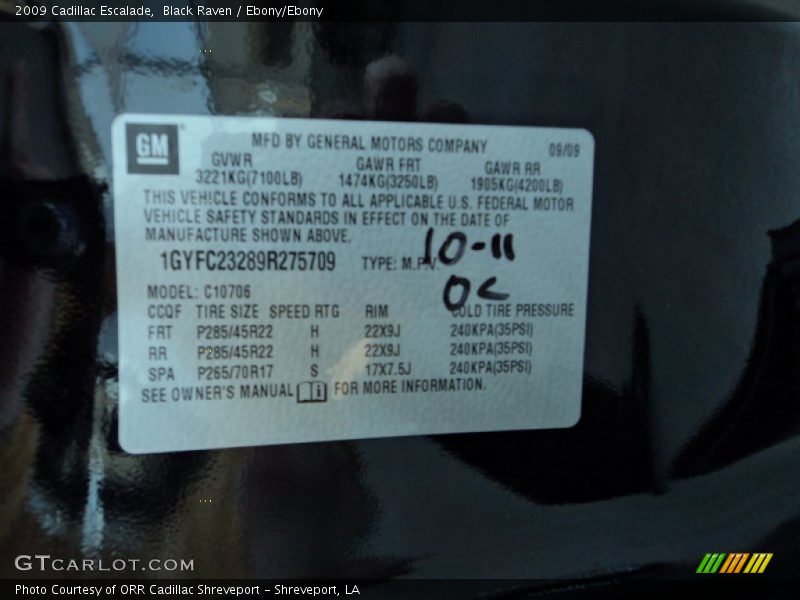 2009 Cadillac Escalade,  Black Raven / Ebony/Ebony
GM
MFD BY GENERAL MOTORS COMPANY 09/09
GVWR GAWR FRT GAWR RR
3221KG(7100LB) 1474KG(3250LB) 1905KG(4200LB)
THIS VEHICLE CONFORMS TO ALL APPLICABLE U.S. FEDERAL MOTOR
VEHICLE SAFETY STANDARDS IN EFFECT ON THE DATE OF
MANUFACTURE SHOWN ABOVE.
10-11
1GYFC23289R275709 TYPE: M.P.V.
OC
MODEL: C10706
CCQF TIRE SIZE SPEED RTG RIM COLD TIRE PRESSURE
FRT P285/45R22 H 22X9J 240KPA(35PSI)
RR P285/45R22 H 22X9J 240KPA(35PSI)
SPA P265/70R17 S 17X7.5J 240KPA(35PSI)
SEE OWNER'S MANUAL i FOR MORE INFORMATION.
GTCARLOT.COM
Photo Courtesy of ORR Cadillac Shreveport - Shreveport, LA